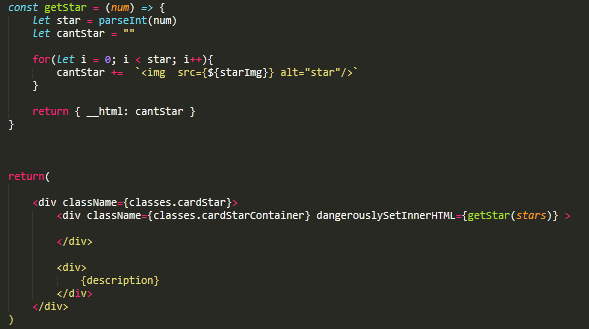 const getStar = (num) => {
    let star = parseInt(num)
    let cantStar = ""

    for(let i = 0; i < star; i++){
        cantStar +=  `<img  src={${starImg}} alt="star"/>`
    }

    return { __html: cantStar }
}

return(

    <div className={classes.cardStar}>
        <div className={classes.cardStarContainer} dangerouslySetInnerHTML={getStar(stars)} >

        </div>

        <div>
            {description}
        </div>
    </div>
)